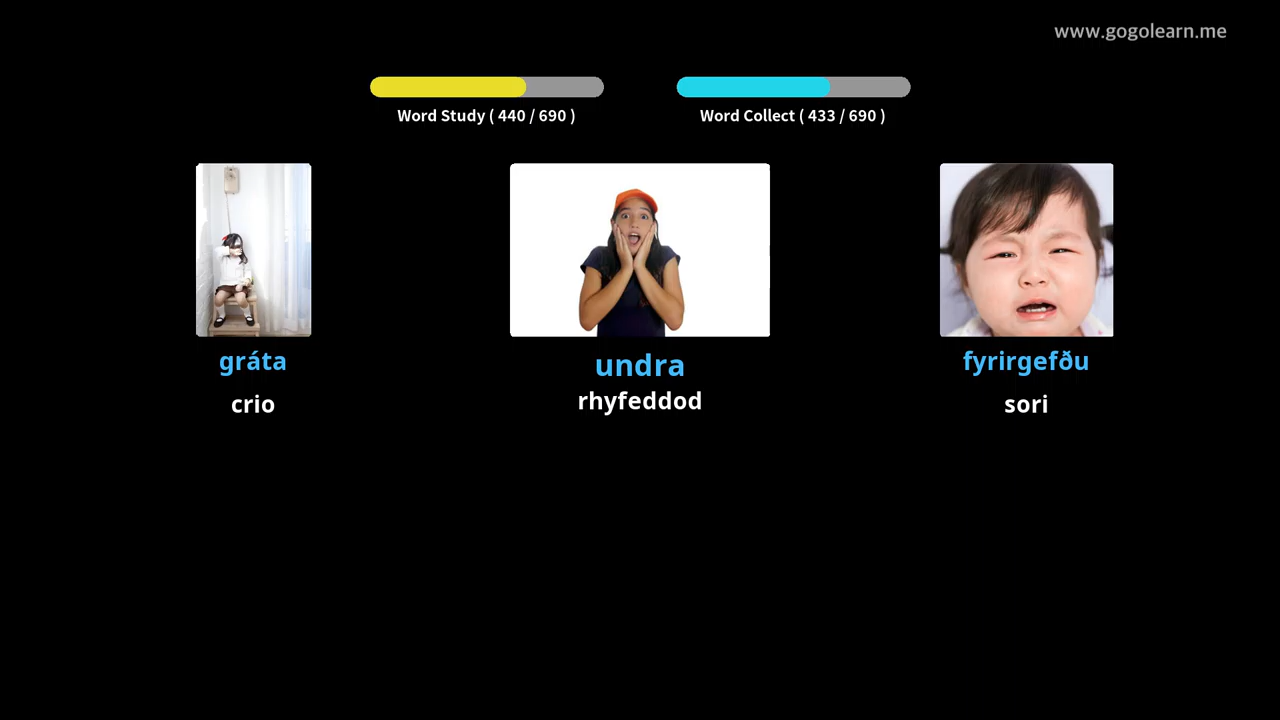 www.gogolearn.me
Word Study ( 440 / 690 )
Word Collect ( 433 / 690 )
gráta
crio
undra
rhyfeddod
fyrirgefðu
sori